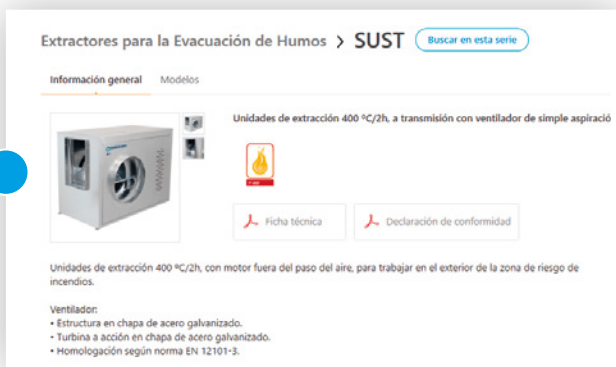 Extractores para la Evacuación de Humos > SUST Buscar en esta serie
Información general Modelos
Unidades de extracción 400 ºC/2h, a transmisión con ventilador de simple aspiració
Ficha técnica Declaración de conformidad
Unidades de extracción 400 ºC/2h, con motor fuera del paso del aire, para trabajar en el exterior de la zona de riesgo de
incendios.
Ventilador:
• Estructura en chapa de acero galvanizado.
• Turbina a acción en chapa de acero galvanizado.
• Homologación según norma EN 12101-3.